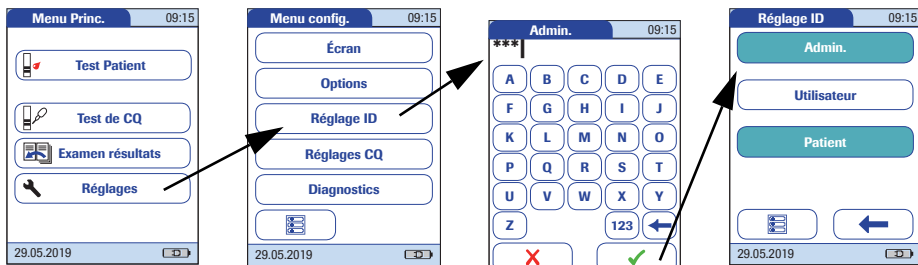 Menu Princ. 09:15
Test Patient
Test de CQ
Examen résultats
Réglages
29.05.2019
Menu config. 09:15
Écran
Options
Réglage ID
Réglages CQ
Diagnostics
29.05.2019
Admin. 09:15
***
A B C D E
F G H I J
K L M N O
P Q R S T
U V W X Y
Z 123
Réglage ID 09:15
Admin.
Utilisateur
Patient
29.05.2019